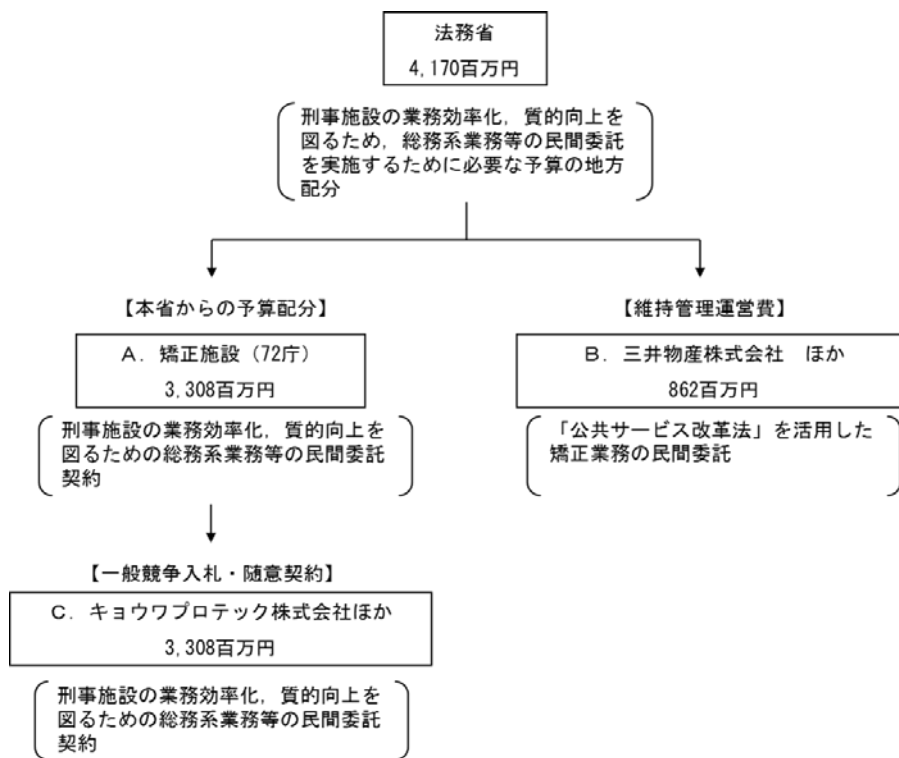 法務省
4,170百万円
刑事施設の業務効率化，質的向上を
図るため，総務系業務等の民間委託
を実施するために必要な予算の地方
配分
【本省からの予算配分】
A．矯正施設（72庁）
3,308百万円
刑事施設の業務効率化，質的向上を
図るための総務系業務等の民間委託
契約
【維持管理運営費】
B．三井物産株式会社　ほか
862百万円
「公共サービス改革法」を活用した
矯正業務の民間委託
【一般競争入札・随意契約】
C．キョウワプロテック株式会社ほか
3,308百万円
刑事施設の業務効率化，質的向上を
図るための総務系業務等の民間委託
契約